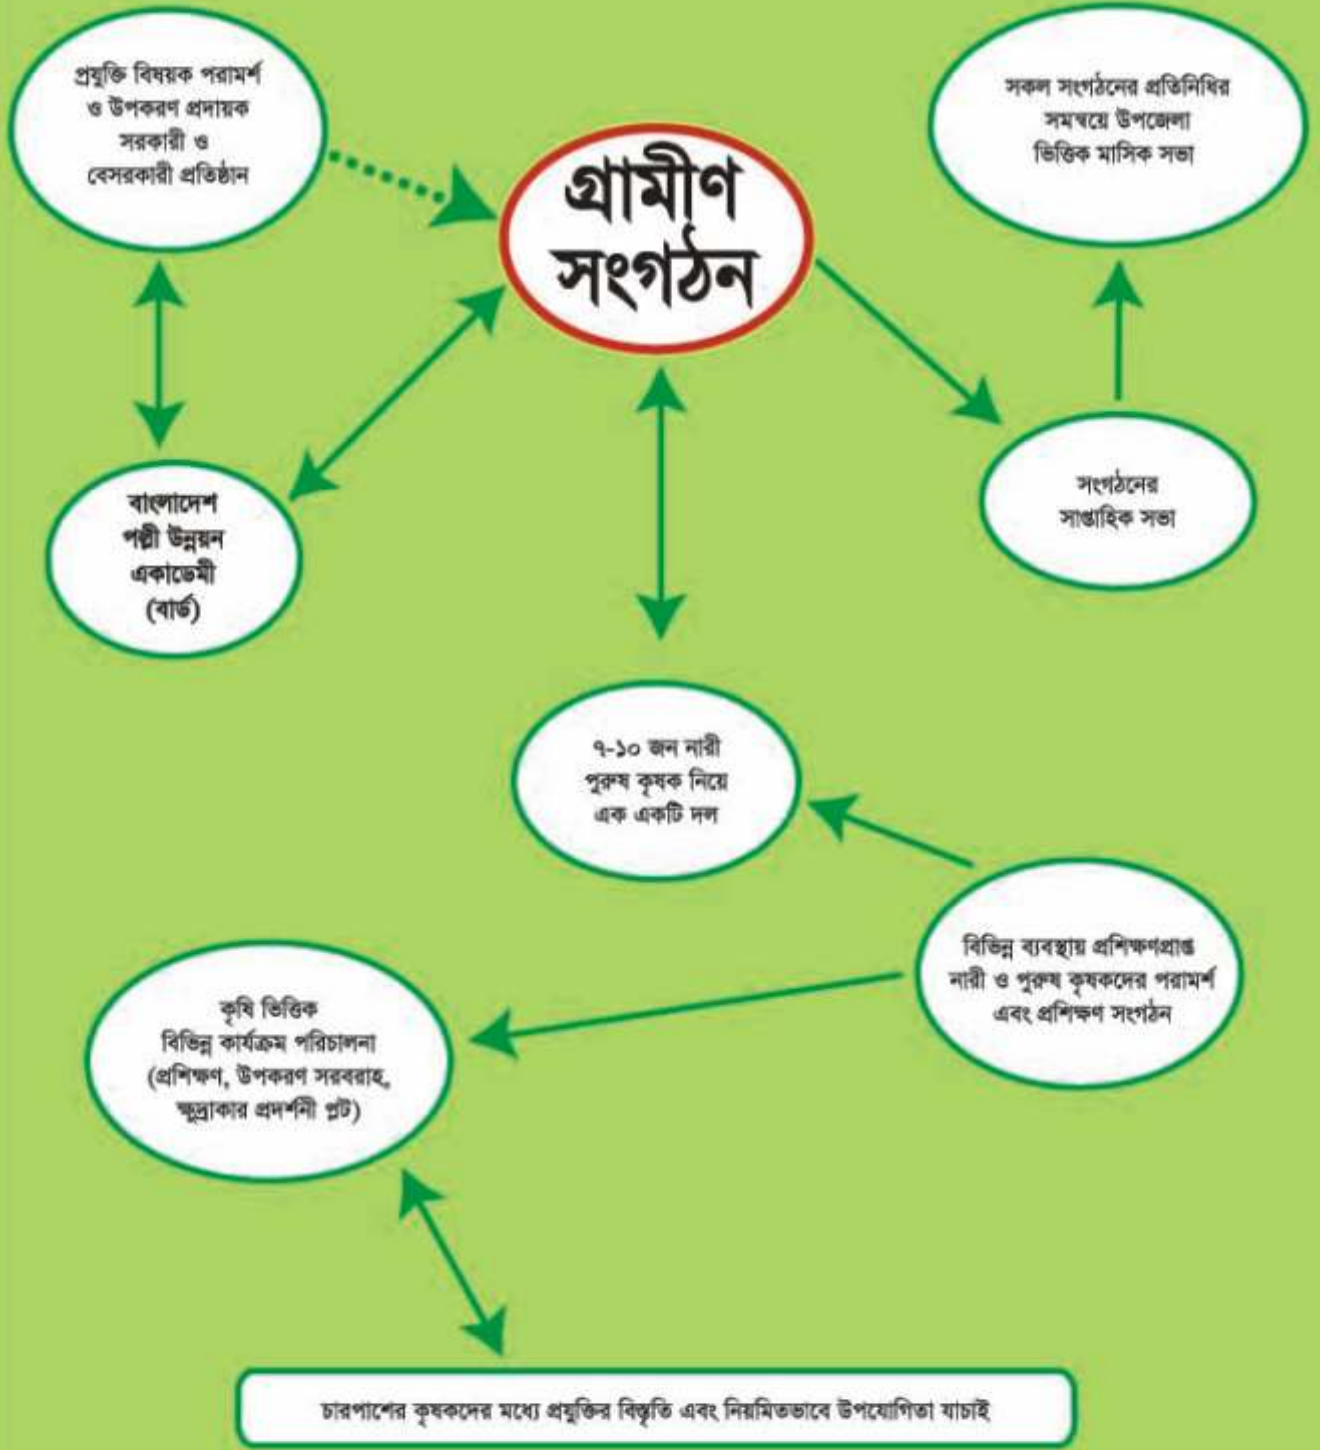 প্রযুক্তি বিষয়ক পরামর্শ
ও উপকরণ প্রদায়ক
সরকারী ও
বেসরকারী প্রতিষ্ঠান
গ্রামীণ
সংগঠন
সকল সংগঠনের প্রতিনিধির
সমন্বয়ে উপজেলা
ভিত্তিক মাসিক সভা
বাংলাদেশ
পল্লী উন্নয়ন
একাডেমী
(বার্ড)
সংগঠনের
সাপ্তাহিক সভা
৭-১০ জন নারী
পুরুষ কৃষক নিয়ে
এক একটি দল
বিভিন্ন ব্যবস্থায় প্রশিক্ষণপ্রাপ্ত
নারী ও পুরুষ কৃষকদের পরামর্শ
এবং প্রশিক্ষণ সংগঠন
কৃষি ভিত্তিক
বিভিন্ন কার্যক্রম পরিচালনা
(প্রশিক্ষণ, উপকরণ সরবরাহ,
ক্ষুদ্রাকার প্রদর্শনী প্লট)
চারপাশের কৃষকদের মধ্যে প্রযুক্তির বিস্তৃতি এবং নিয়মিতভাবে উপযোগিতা যাচাই